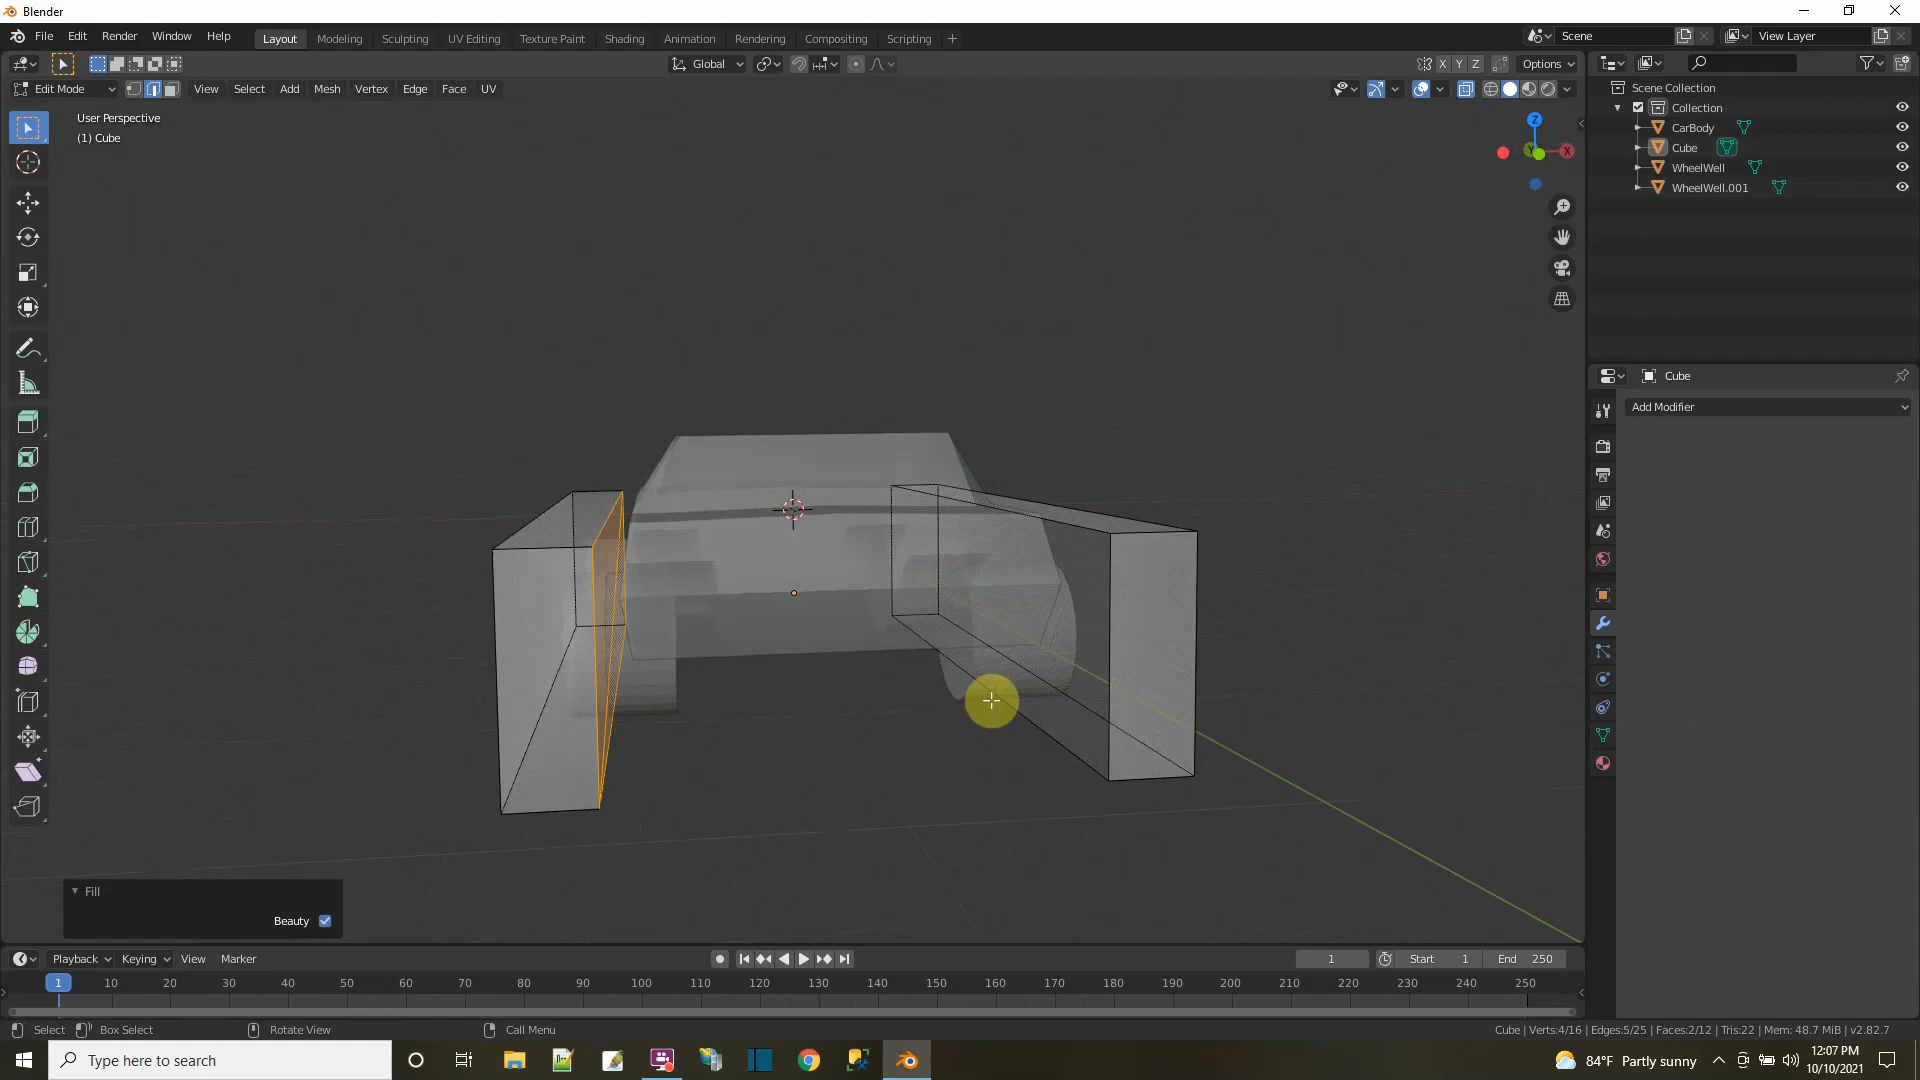 Blender
File Edit Render Window Help
Layout Modeling Sculpting UV Editing Texture Paint Shading Animation Rendering Compositing Scripting +
Scene
View Layer
Global
X Y Z
Options
Edit Mode
View Select Add Mesh Vertex Edge Face UV
User Perspective
(1) Cube
Z
Y
X
Scene Collection
Collection
CarBody
Cube
WheelWell
WheelWell.001
Cube
Add Modifier
Fill
Beauty
Playback Keying View Marker
1
Start 1
End 250
1 10 20 30 40 50 60 70 80 90 100 110 120 130 140 150 160 170 180 190 200 210 220 230 240 250
Select Box Select Rotate View Call Menu
Cube | Verts:4/16 | Edges:5/25 | Faces:2/12 | Tris:22 | Mem: 48.7 MiB | v2.82.7
Type here to search
84°F Partly sunny
12:07 PM
10/10/2021